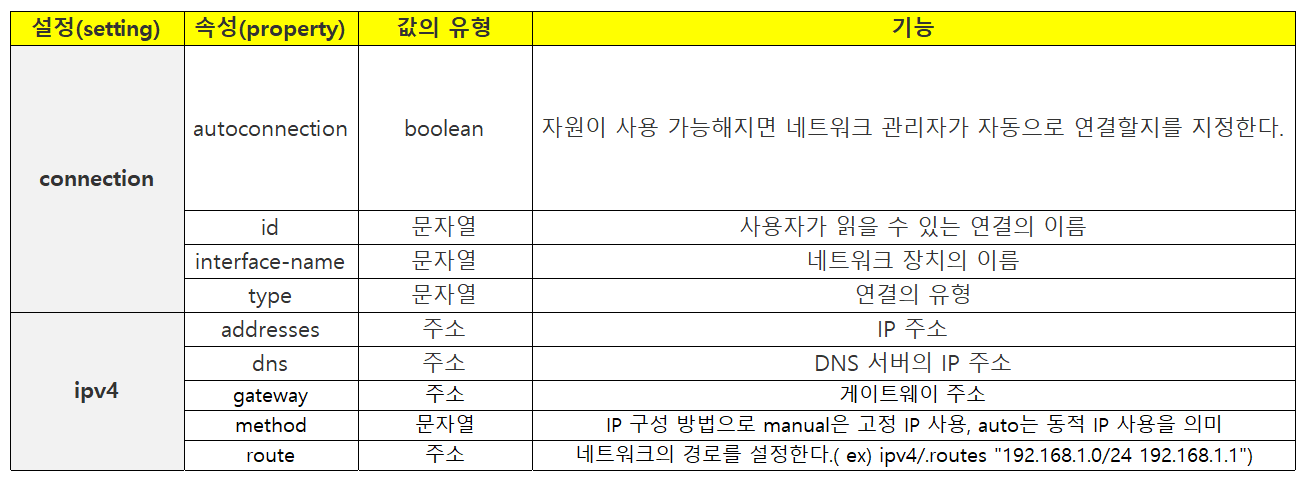 설정(setting) 속성(property) 값의 유형 기능
connection
autoconnection boolean 자원이 사용 가능해지면 네트워크 관리자가 자동으로 연결할지를 지정한다.
id 문자열 사용자가 읽을 수 있는 연결의 이름
interface-name 문자열 네트워크 장치의 이름
type 문자열 연결의 유형
ipv4
addresses 주소 IP 주소
dns 주소 DNS 서버의 IP 주소
gateway 주소 게이트웨이 주소
method 문자열 IP 구성 방법으로 manual은 고정 IP 사용, auto는 동적 IP 사용을 의미
route 주소 네트워크의 경로를 설정한다.( ex) ipv4/.routes "192.168.1.0/24 192.168.1.1")